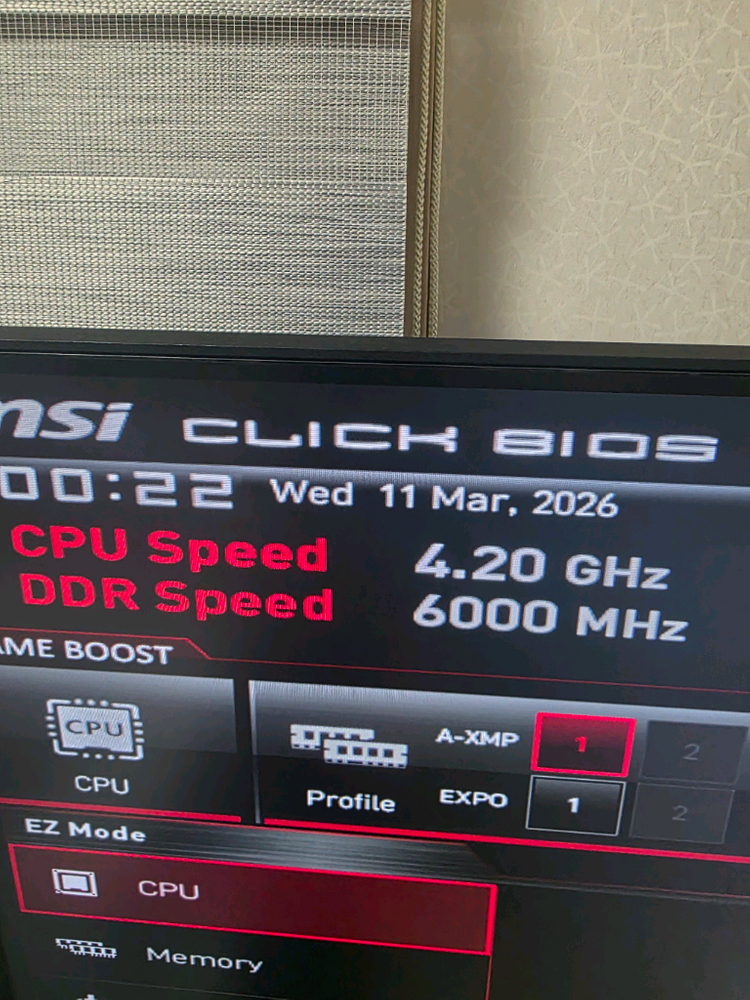 msi CLICK BIOS
00:22 Wed 11 Mar, 2026
CPU Speed 4.20 GHz
DDR Speed 6000 MHz
AME BOOST
CPU
CPU
A-XMP 1 2
Profile EXPO 1 2
EZ Mode
CPU
Memory